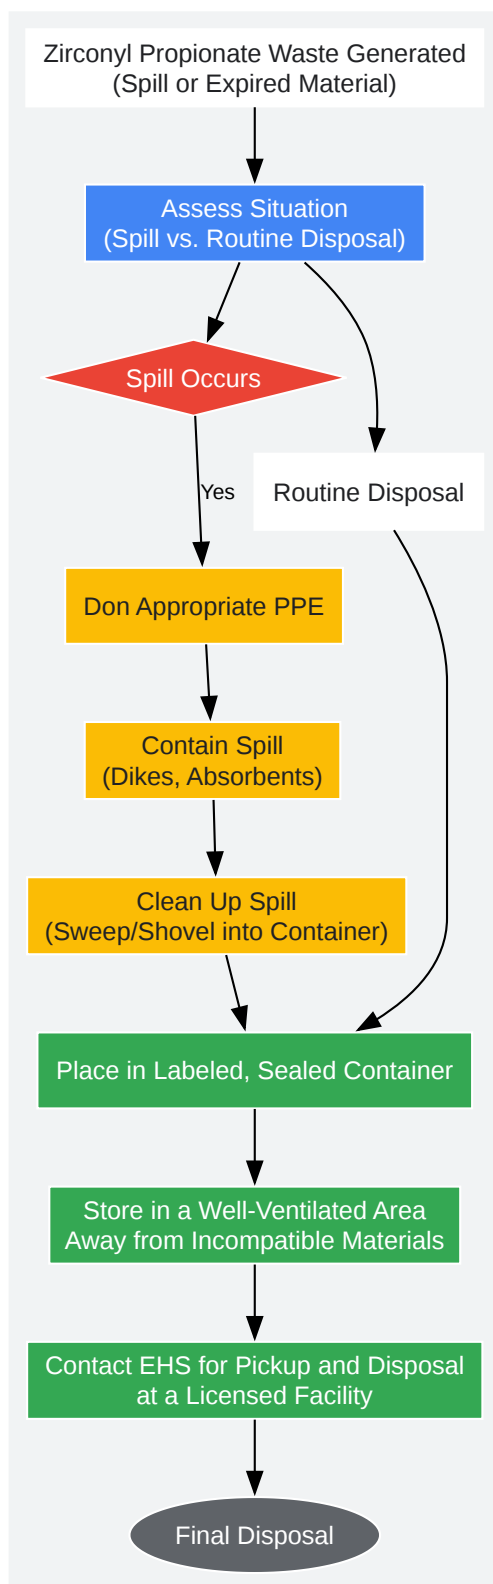 Zirconyl Propionate Waste Generated
(Spill or Expired Material)
Assess Situation
(Spill vs. Routine Disposal)
Spill Occurs
Yes
Routine Disposal
Don Appropriate PPE
Contain Spill
(Dikes, Absorbents)
Clean Up Spill
(Sweep/Shovel into Container)
Place in Labeled, Sealed Container
Store in a Well-Ventilated Area
Away from Incompatible Materials
Contact EHS for Pickup and Disposal
at a Licensed Facility
Final Disposal